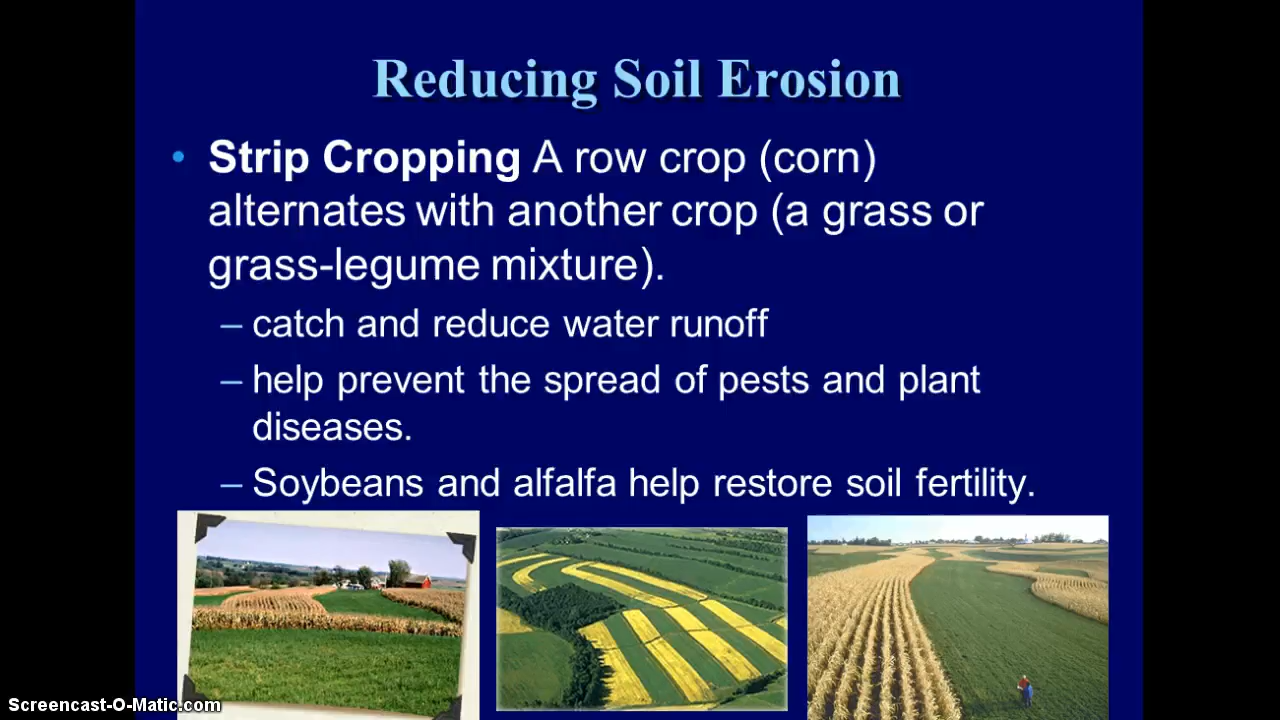 Reducing Soil Erosion
• Strip Cropping A row crop (corn)
alternates with another crop (a grass or
grass-legume mixture).
– catch and reduce water runoff
– help prevent the spread of pests and plant
diseases.
– Soybeans and alfalfa help restore soil fertility.
Screencast-O-Matic.com